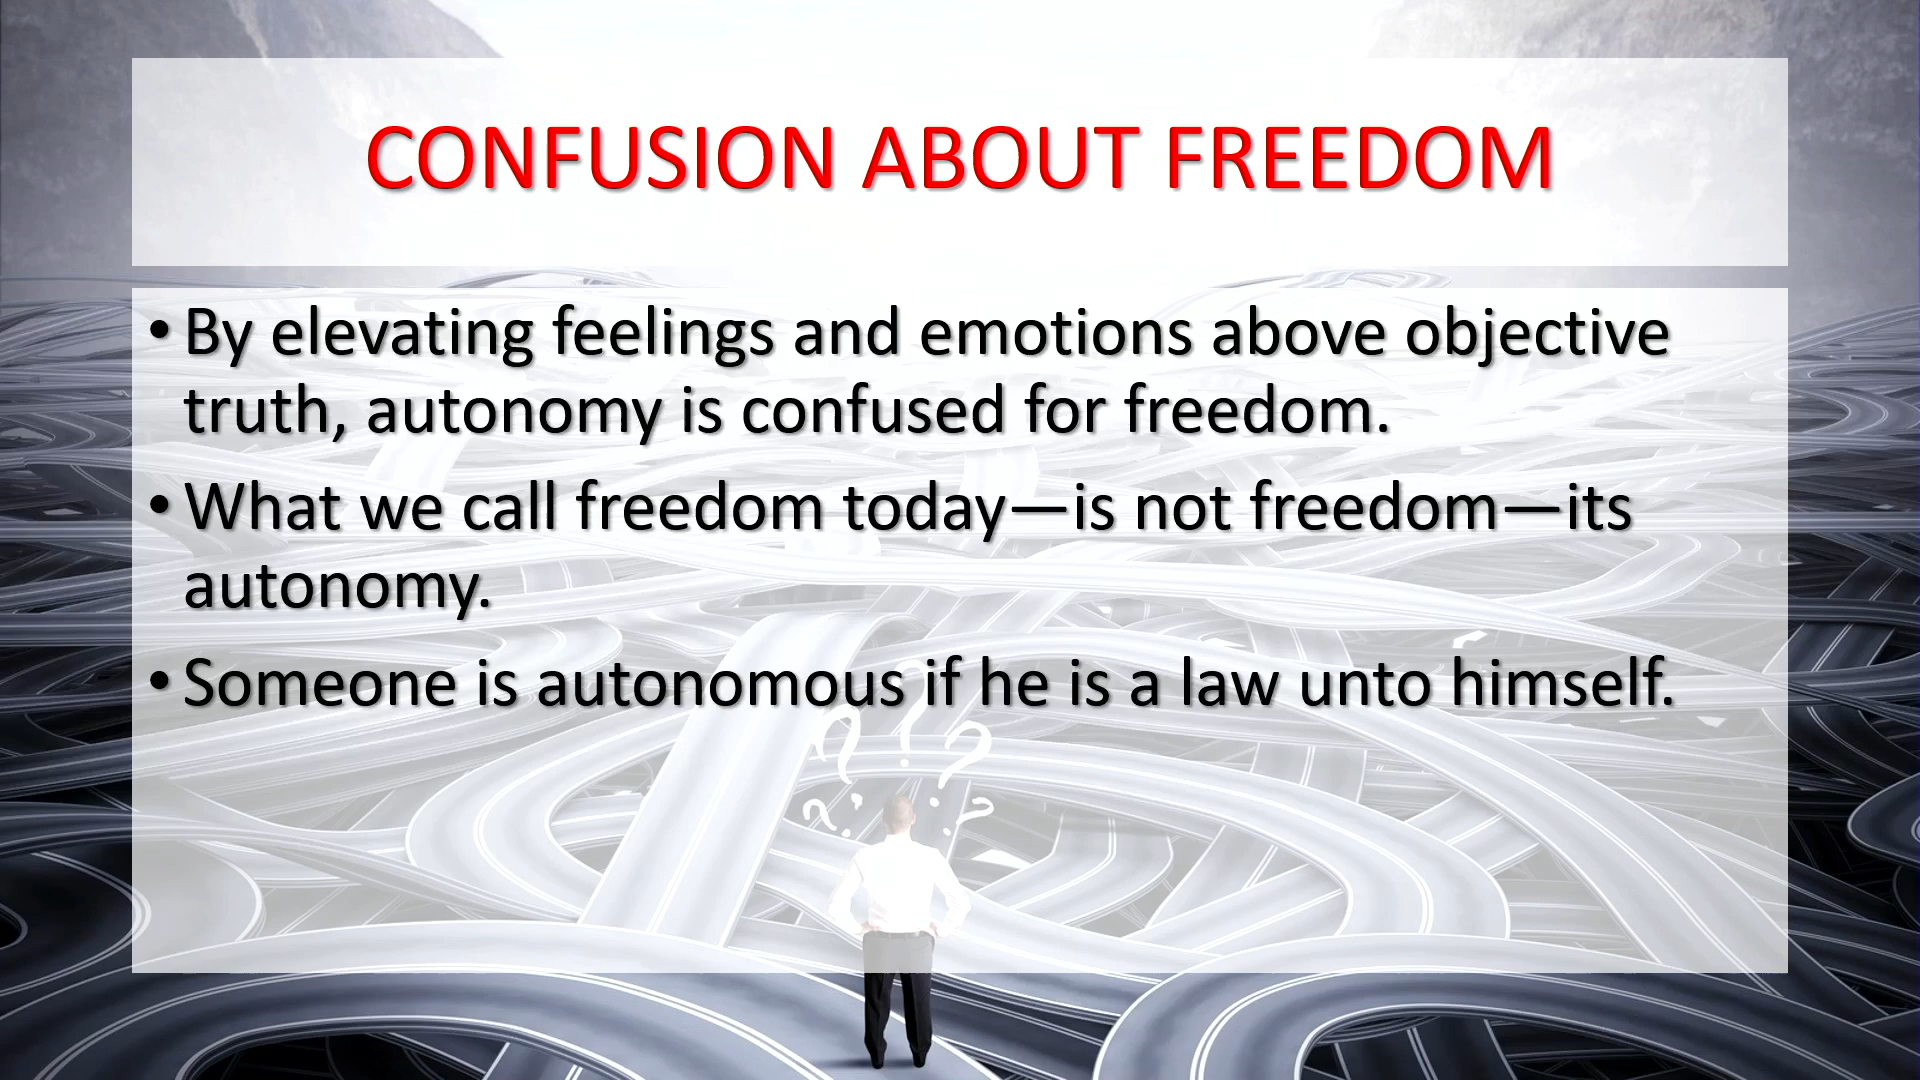 CONFUSION ABOUT FREEDOM
• By elevating feelings and emotions above objective
truth, autonomy is confused for freedom.
• What we call freedom today—is not freedom—its
autonomy.
• Someone is autonomous if he is a law unto himself.
? ? ? ? ? ?